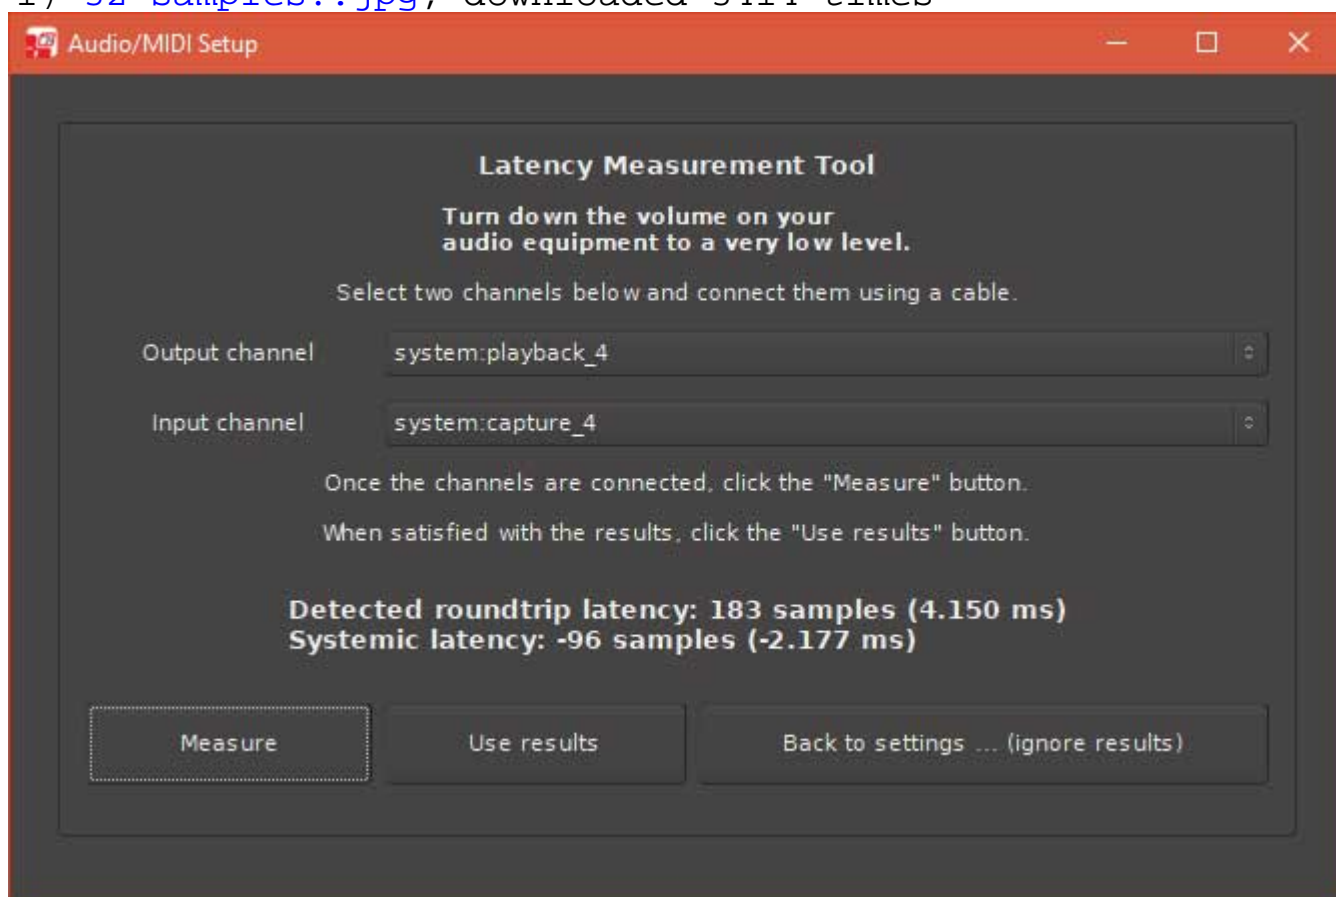 samples..jpg, downloaded times
Audio/MIDI Setup
Latency Measurement Tool
Turn down the volume on your
audio equipment to a very low level.
Select two channels below and connect them using a cable.
Output channel system:playback_4
Input channel system:capture_4
Once the channels are connected, click the "Measure" button.
When satisfied with the results, click the "Use results" button.
Detected roundtrip latency: 183 samples (4.150 ms)
Systemic latency: -96 samples (-2.177 ms)
Measure Use results Back to settings ... (ignore results)